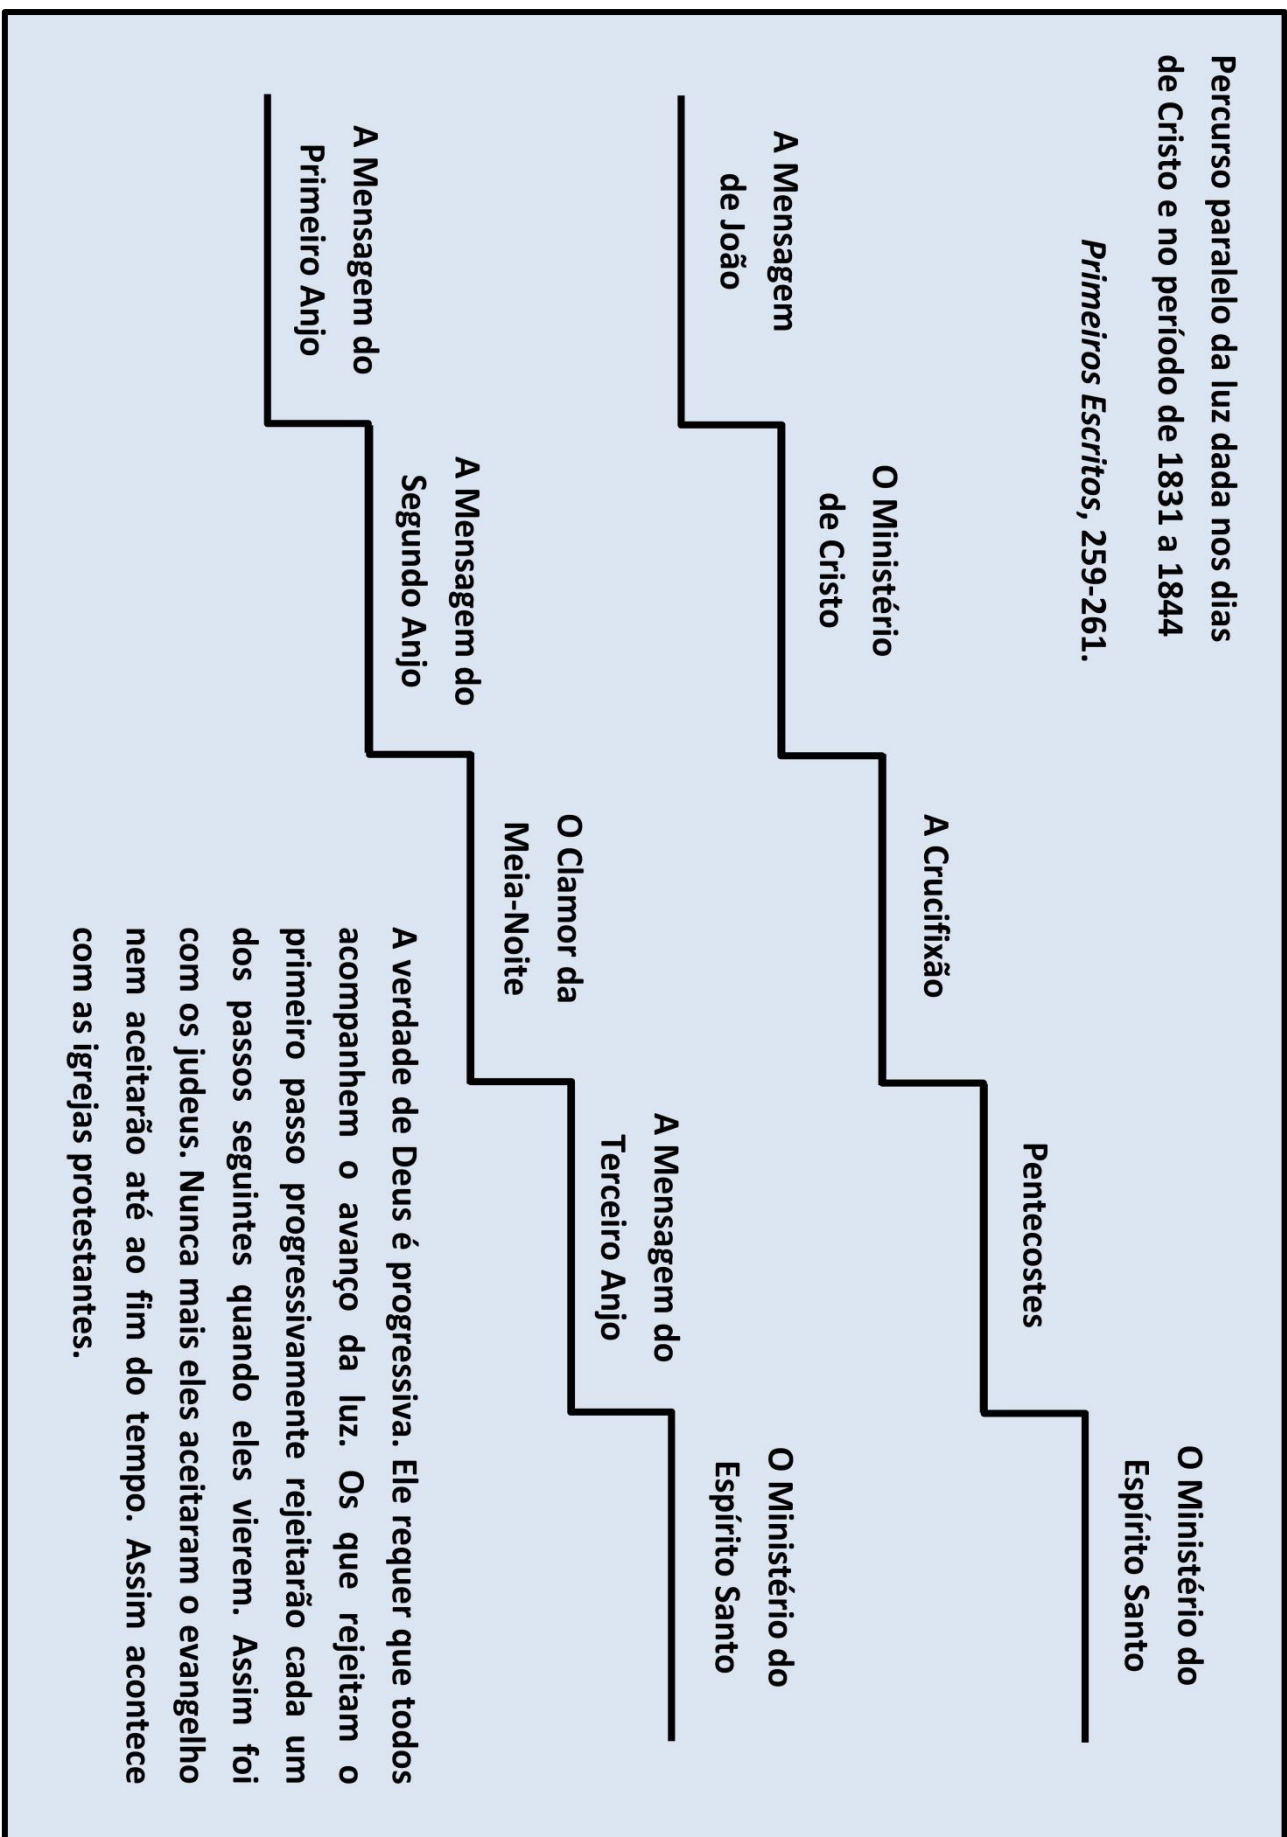 Percurso paralelo da luz dada nos dias
de Cristo e no período de 1831 a 1844
Primeiros Escritos, 259-261.
A Mensagem
de João
O Ministério
de Cristo
A Crucifixão
Pentecostes
O Ministério do
Espírito Santo
A Mensagem do
Primeiro Anjo
A Mensagem do
Segundo Anjo
O Clamor da
Meia-Noite
A Mensagem do
Terceiro Anjo
O Ministério do
Espírito Santo
A verdade de Deus é progressiva. Ele requer que todos
acompanhem o avanço da luz. Os que rejeitam o
primeiro passo progressivamente rejeitarão cada um
dos passos seguintes quando eles vierem. Assim foi
com os judeus. Nunca mais eles aceitaram o evangelho
nem aceitarão até ao fim do tempo. Assim acontece
com as igrejas protestantes.